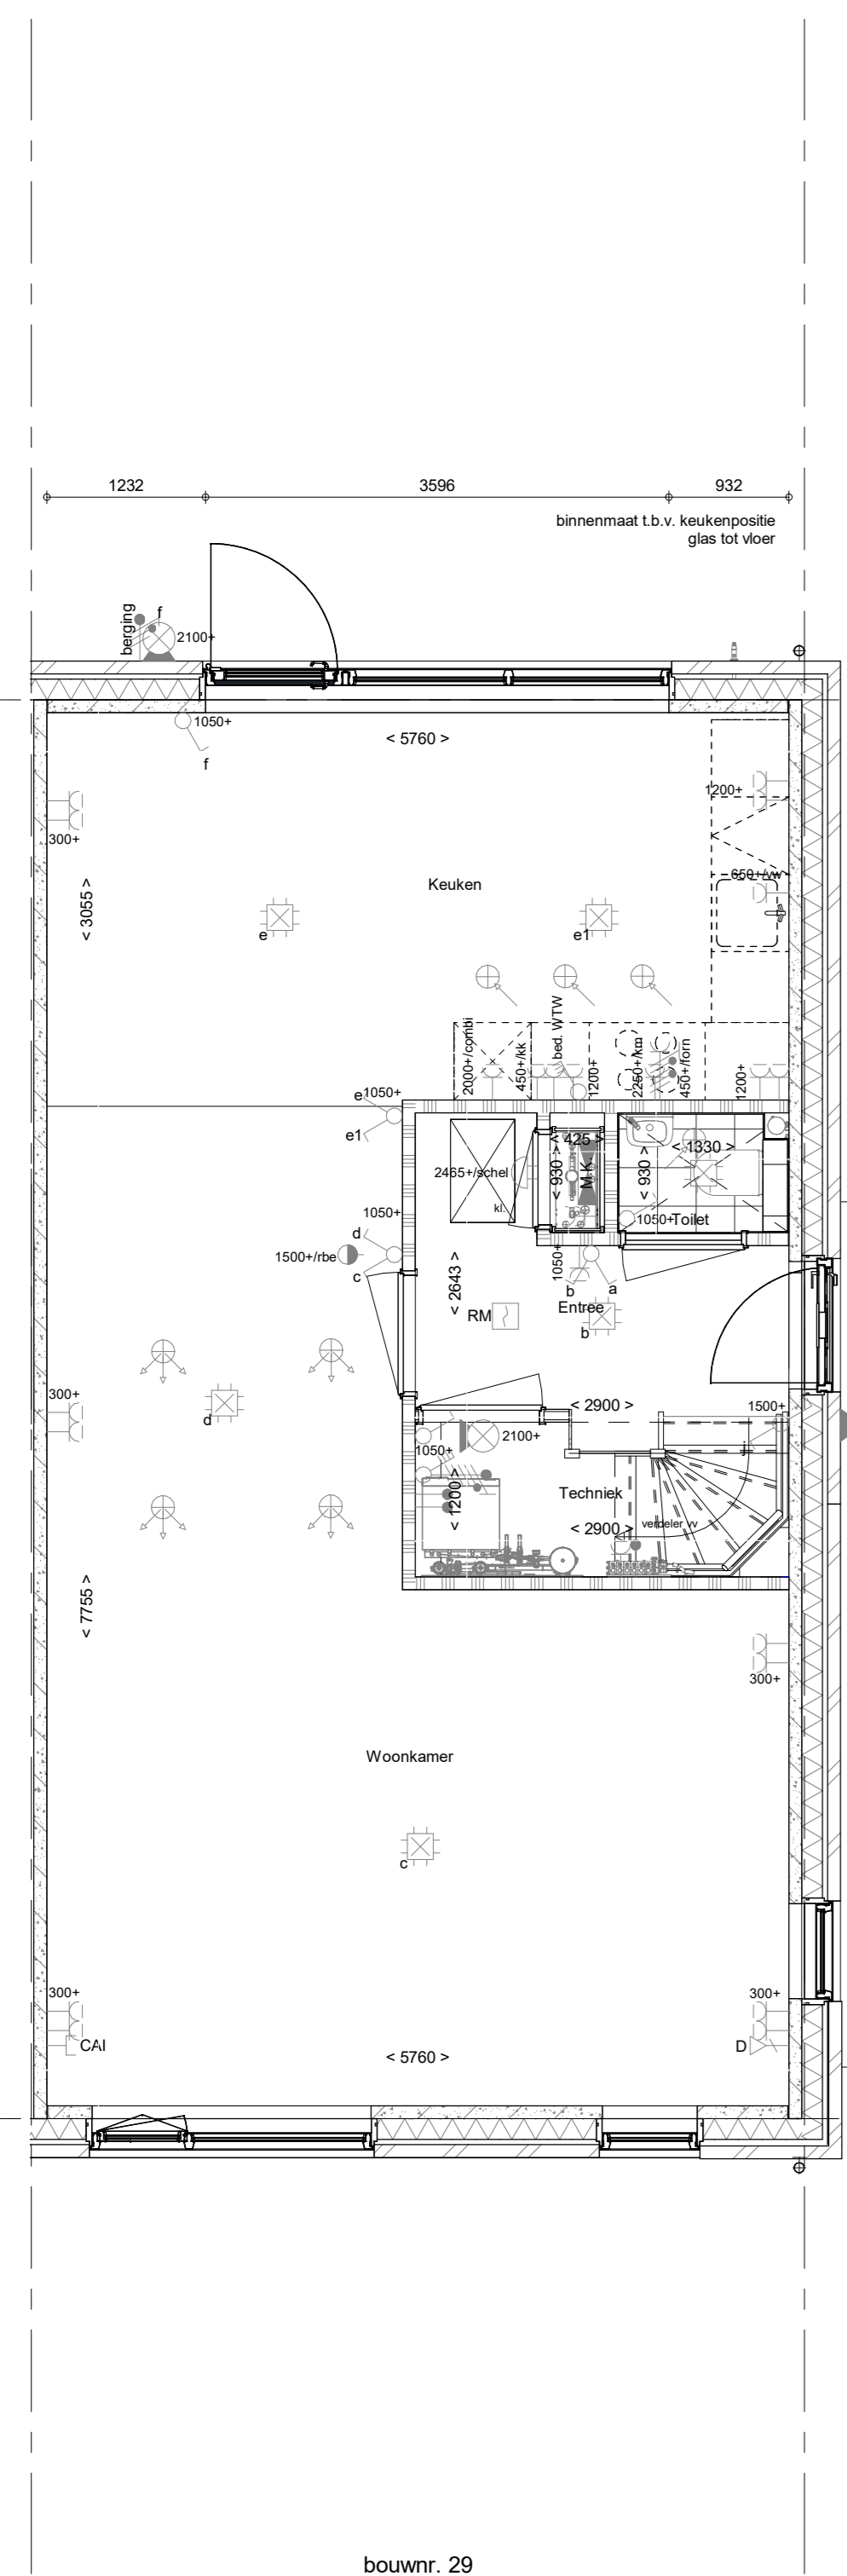 1232
3596
932
binnenmaat t.b.v. keukenpositie
glas tot vloer
berging
f
2100+
1050+
f
< 5760 >
1200+
300+
650+/vw
Keuken
< 3055 >
e
e1
2000+/combi
450+/kk
bed. WTW
1200+
2250+/km
450+/forn
1200+
e
1050+
e1
< 425 >
< 1330 >
2465+/schel
< 930 >
M.K.
< 930 >
kl.
1050+
Toilet
1050+
d
1500+/rbe
c
1050+
b
a
< 2643 >
Entree
RM
b
300+
d
< 2900 >
1500+
2100+
1050+
j
Techniek
< 1200 >
verdeler vv
< 2900 >
< 7755 >
300+
Woonkamer
c
300+
300+
CAI
D
< 5760 >
bouwnr. 29